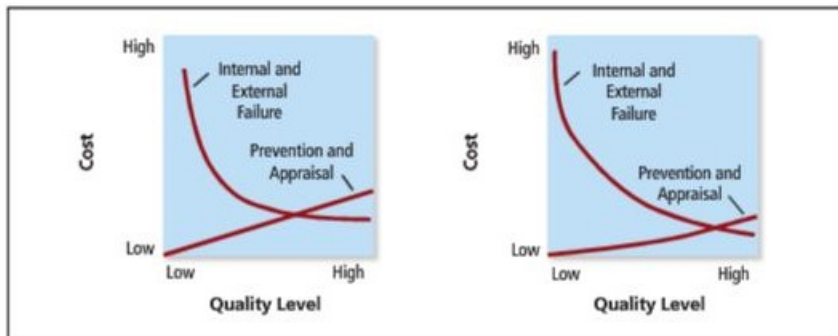 High
Internal and
External
Failure
Cost
Prevention and
Appraisal
Low
Low
High
Quality Level
High
Internal and
External
Failure
Cost
Prevention and
Appraisal
Low
Low
High
Quality Level